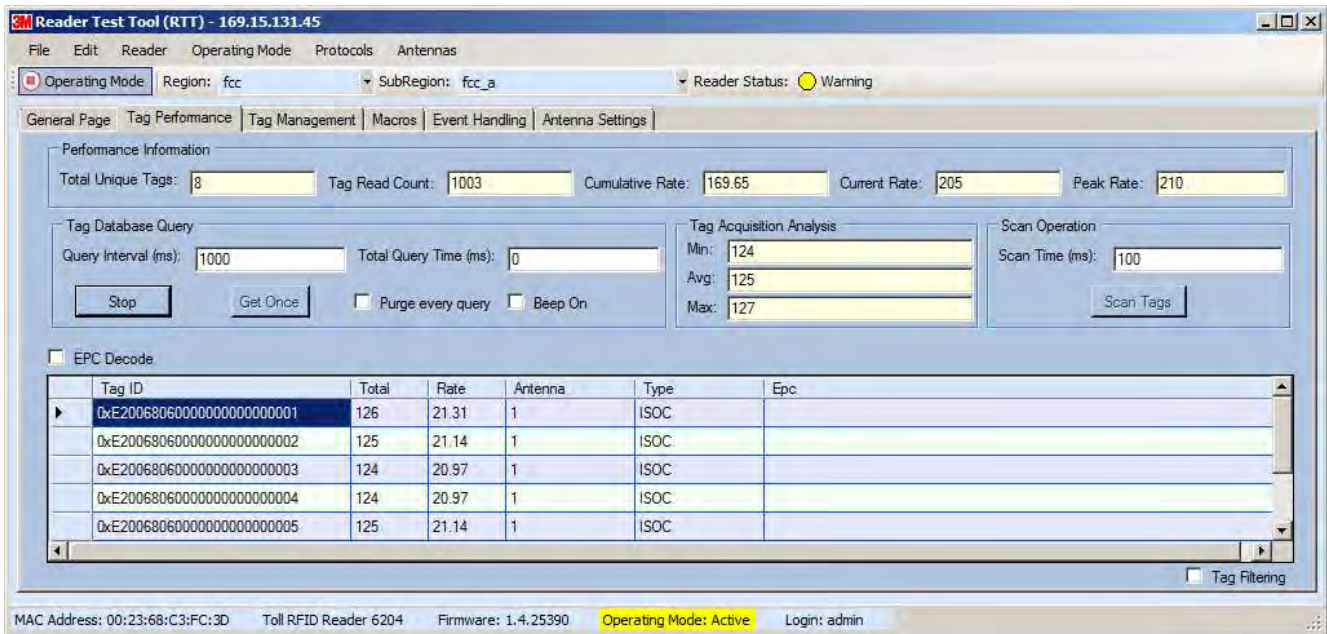 3M Reader Test Tool (RTT) - 169.15.131.45
File Edit Reader Operating Mode Protocols Antennas
Operating Mode Region: fcc SubRegion: fcc_a Reader Status: Warning
General Page Tag Performance Tag Management Macros Event Handling Antenna Settings
Performance Information
Total Unique Tags: 8 Tag Read Count: 1003 Cumulative Rate: 169.65 Current Rate: 205 Peak Rate: 210
Tag Database Query Tag Acquisition Analysis Scan Operation
Query Interval (ms): 1000 Total Query Time (ms): 0 Min: 124 Scan Time (ms): 100
Avg: 125
Stop Get Once Purge every query Beep On Max: 127 Scan Tags
EPC Decode
Tag ID Total Rate Antenna Type Epc
0xE20068060000000000000001 126 21.31 1 ISOC
0xE20068060000000000000002 125 21.14 1 ISOC
0xE20068060000000000000003 124 20.97 1 ISOC
0xE20068060000000000000004 124 20.97 1 ISOC
0xE20068060000000000000005 125 21.14 1 ISOC
Tag Filtering
MAC Address: 00:23:68:C3:FC:3D Toll RFID Reader 6204 Firmware: 1.4.25390 Operating Mode: Active Login: admin